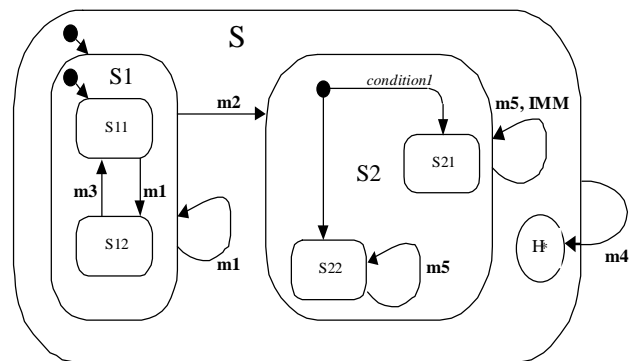 S
S1
condition1
m5, IMM
m2
S11
S21
S2
m3
m1
S12
H*
S22
m5
m4
m1